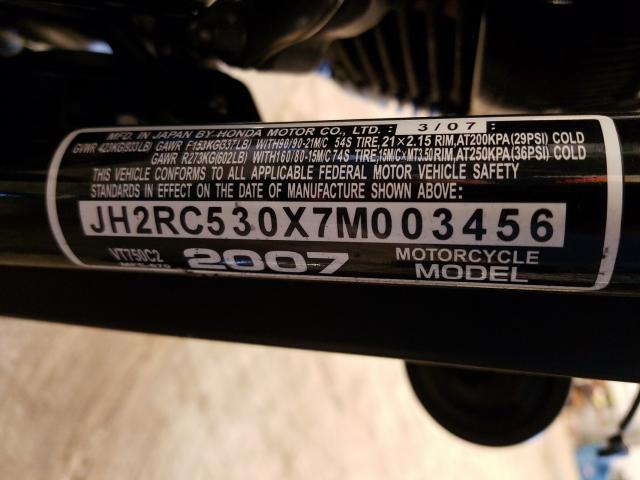 MFD. IN JAPAN BY HONDA MOTOR CO., LTD. : 3/07 :
GVWR 423KG(933LB) GAWR F153KG(337LB) WITH90/90-21M/C 54S TIRE, 21×2.15 RIM, AT200KPA(29PSI) COLD
GAWR R273KG(602LB) WITH160/80-15M/C74S TIRE, 15M/C×MT3.50RIM, AT250KPA(36PSI) COLD
THIS VEHICLE CONFORMS TO ALL APPLICABLE FEDERAL MOTOR VEHICLE SAFETY
STANDARDS IN EFFECT ON THE DATE OF MANUFACTURE SHOWN ABOVE:
JH2RC530X7M003456
VT750C2 2007 MOTORCYCLE
MODEL